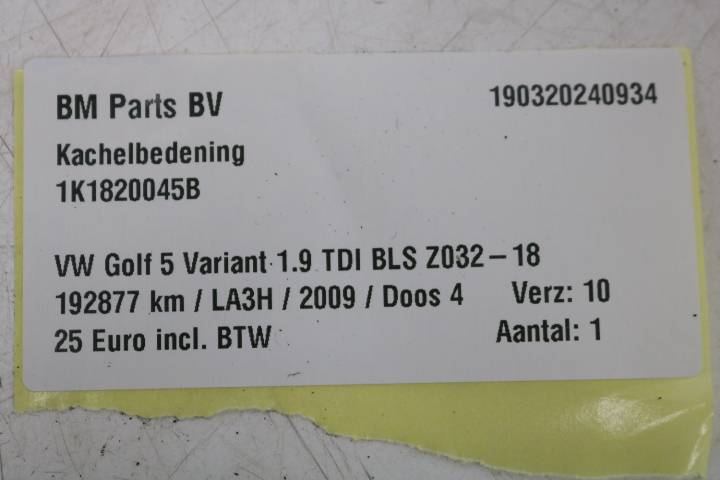 BM Parts BV 190320240934
Kachelbedening
1K1820045B
VW Golf 5 Variant 1.9 TDI BLS Z032 – 18
192877 km / LA3H / 2009 / Doos 4 Verz: 10
25 Euro incl. BTW Aantal: 1